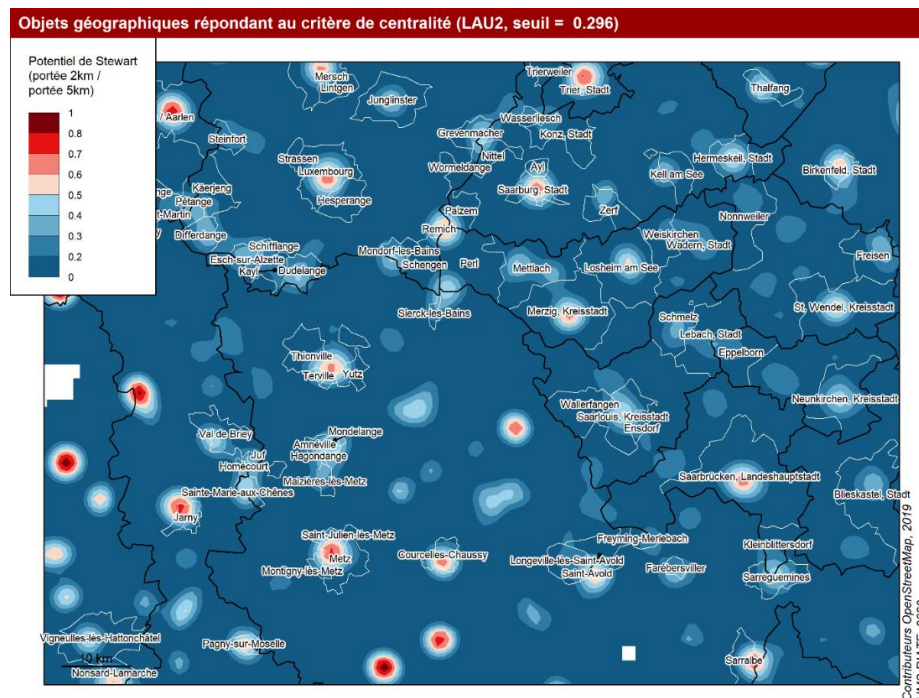 Objets géographiques répondant au critère de centralité (LAU2, seuil = 0.296)
Potentiel de Stewart
(portée 2km /
portée 5km)
1
0.8
0.7
0.6
0.5
0.4
0.3
0.2
0
Mersch
Lintgen
Junglinster
Trierweiler
Trier, Stadt
Thalfang
/ Aarlen
Steinfort
Wasserliesch
Grevenmacher
Konz, Stadt
Nittel
Wormeldange
Strassen
Luxembourg
Hesperange
Ayl
Saarburg, Stadt
Kell am See
Hermeskeil, Stadt
Birkenfeld, Stadt
Käerjeng
Pétange
Differdange
Palzem
Remich
Zerf
Nonnweiler
Weiskirchen
Wadern, Stadt
Freisen
Schifflange
Esch-sur-Alzette
Kayl
Dudelange
Mondorf-les-Bains
Schengen
Perl
Mettlach
Losheim am See
Sierck-les-Bains
Merzig, Kreisstadt
St. Wendel, Kreisstadt
Schmelz
Lebach, Stadt
Eppelborn
Thionville
Terville
Yutz
Wallerfangen
Saarlouis, Kreisstadt
Ensdorf
Neunkirchen, Kreisstadt
Val de Briey
Mondelange
Amnéville
Hagondange
Juf
Homécourt
Maizières-lès-Metz
Sainte-Marie-aux-Chênes
Jarny
Saarbrücken, Landeshauptstadt
Blieskastel, Stadt
Saint-Julien-lès-Metz
Metz
Montigny-lès-Metz
Courcelles-Chaussy
Freyming-Merlebach
Longeville-lès-Saint-Avold
Saint-Avold
Farébersviller
Kleinblittersdorf
Sarreguemines
Vigneulles-lès-Hattonchâtel
10 km
Nonsard-Lamarche
Pagny-sur-Moselle
Sarralbe
Contributeurs OpenStreetMap, 2019